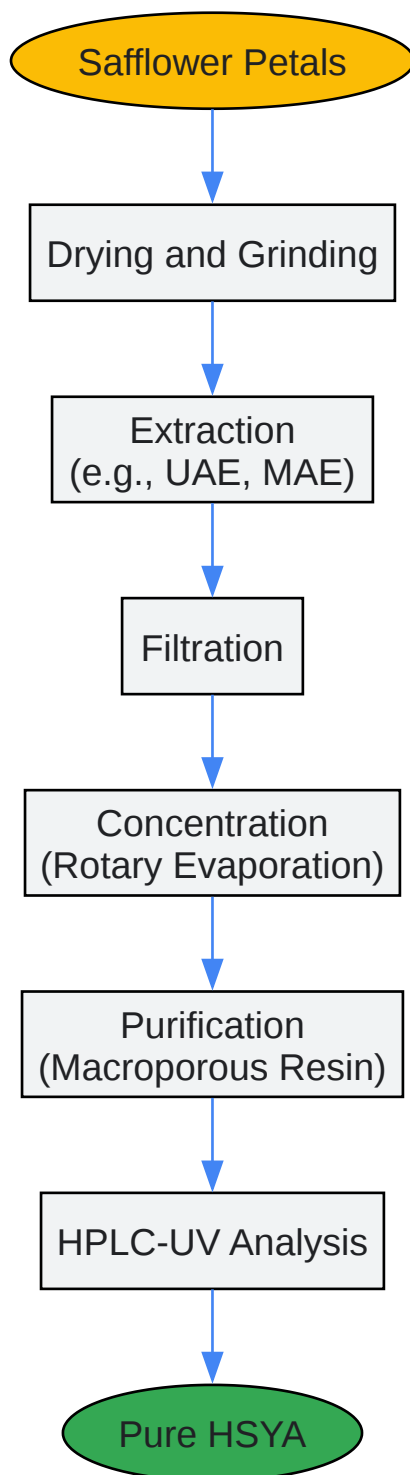 Safflower Petals
Drying and Grinding
Extraction
(e.g., UAE, MAE)
Filtration
Concentration
(Rotary Evaporation)
Purification
(Macroporous Resin)
HPLC-UV Analysis
Pure HSYA